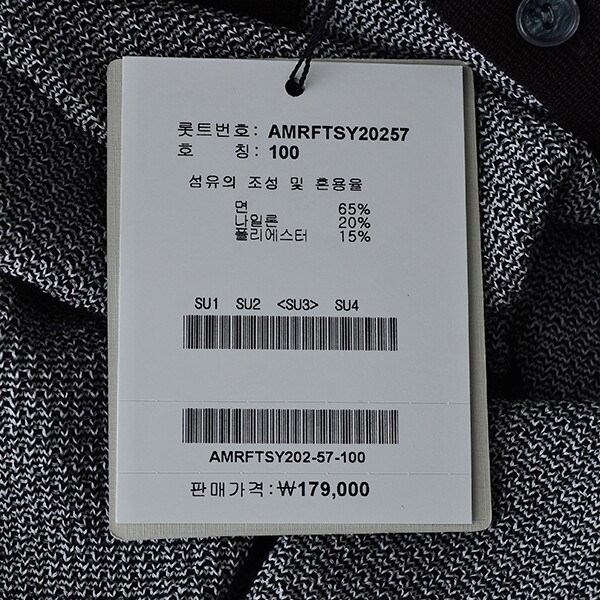 롯트번호: AMRFTSY20257
호 칭: 100
섬유의 조성 및 혼용율
면 65%
나일론 20%
폴리에스터 15%
SU1 SU2 <SU3> SU4
AMRFTSY202-57-100
판매가격:₩179,000